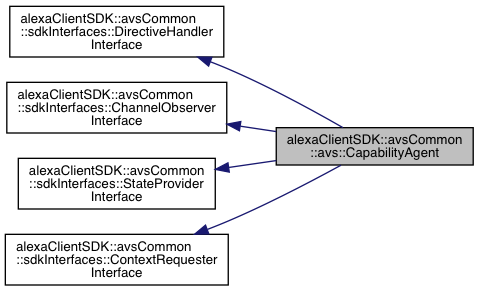 alexaClientSDK::avsCommon
::sdkInterfaces::DirectiveHandler
Interface
alexaClientSDK::avsCommon
::sdkInterfaces::ChannelObserver
Interface
alexaClientSDK::avsCommon
::avs::CapabilityAgent
alexaClientSDK::avsCommon
::sdkInterfaces::StateProvider
Interface
alexaClientSDK::avsCommon
::sdkInterfaces::ContextRequester
Interface